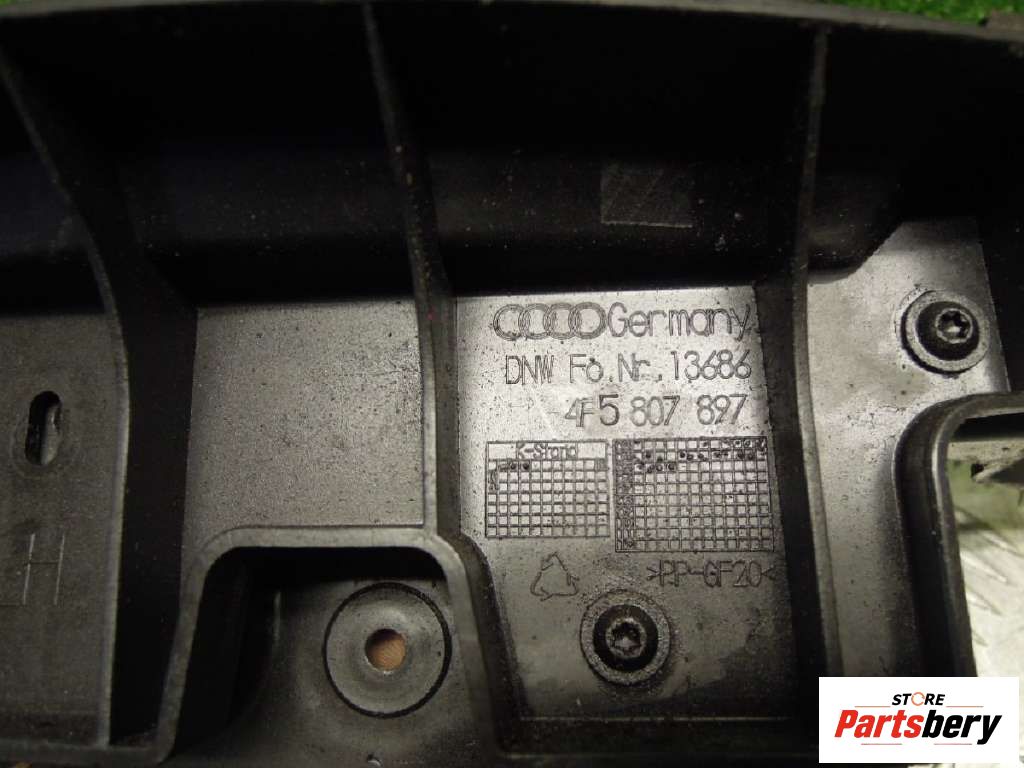 Germany
DNW Fo.Nr.13686
4F5 807 897
K-Stand
>PP-GF20<
STORE
Partsbery